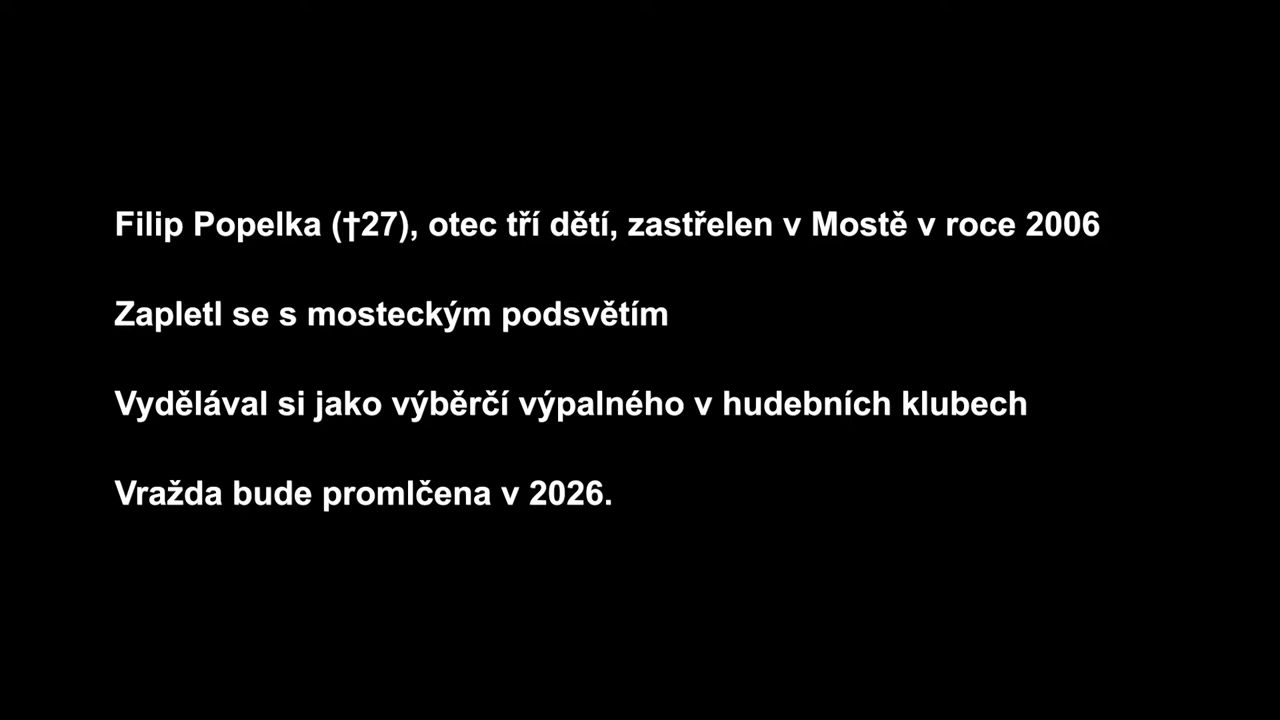 Filip Popelka (†27), otec tří dětí, zastřelen v Mostě v roce 2006
Zapletl se s mosteckým podsvětím
Vydělával si jako výběrčí výpalného v hudebních klubech
Vražda bude promlčena v 2026.